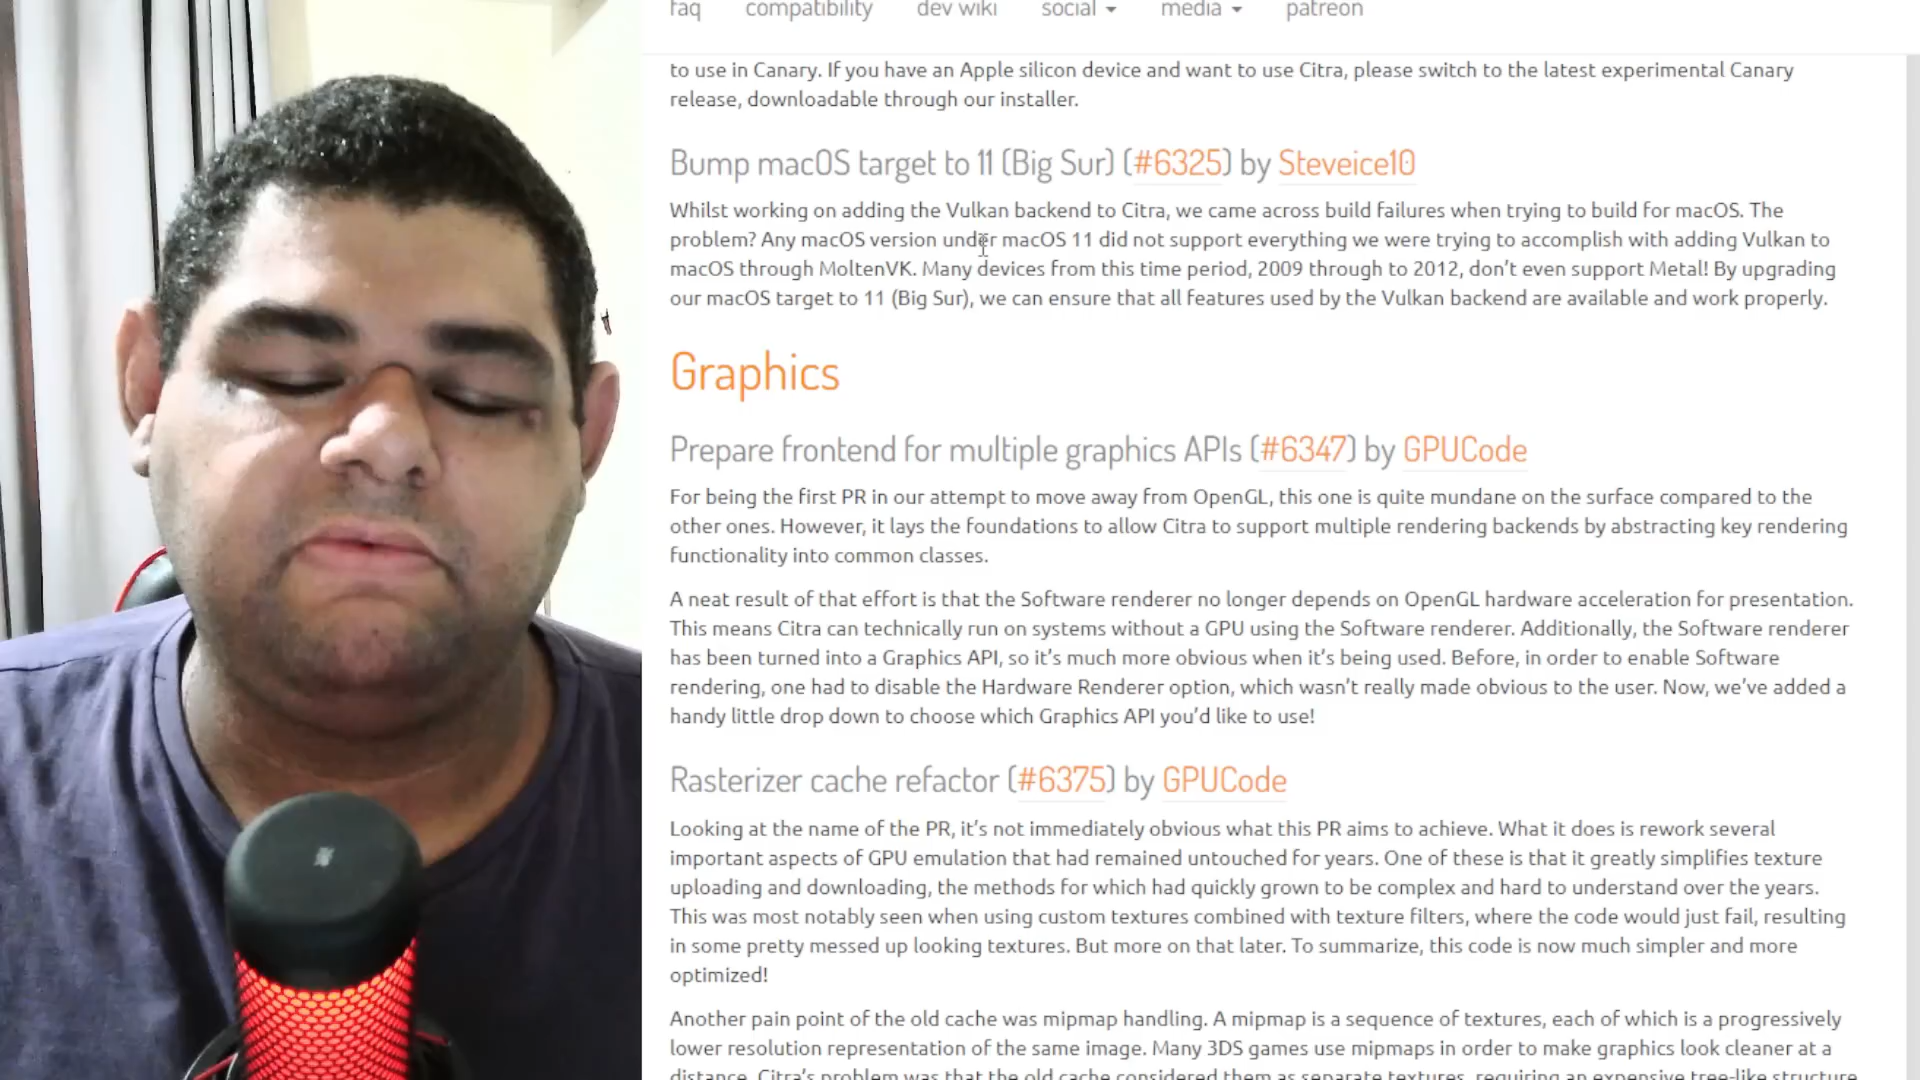 faq compatibility dev wiki social media patreon
to use in Canary. If you have an Apple silicon device and want to use Citra, please switch to the latest experimental Canary
release, downloadable through our installer.
Bump macOS target to 11 (Big Sur) (#6325) by Steveice10
Whilst working on adding the Vulkan backend to Citra, we came across build failures when trying to build for macOS. The
problem? Any macOS version under macOS 11 did not support everything we were trying to accomplish with adding Vulkan to
macOS through MoltenVK. Many devices from this time period, 2009 through to 2012, don't even support Metal! By upgrading
our macOS target to 11 (Big Sur), we can ensure that all features used by the Vulkan backend are available and work properly.
Graphics
Prepare frontend for multiple graphics APIs (#6347) by GPUCode
For being the first PR in our attempt to move away from OpenGL, this one is quite mundane on the surface compared to the
other ones. However, it lays the foundations to allow Citra to support multiple rendering backends by abstracting key rendering
functionality into common classes.
A neat result of that effort is that the Software renderer no longer depends on OpenGL hardware acceleration for presentation.
This means Citra can technically run on systems without a GPU using the Software renderer. Additionally, the Software renderer
has been turned into a Graphics API, so it's much more obvious when it's being used. Before, in order to enable Software
rendering, one had to disable the Hardware Renderer option, which wasn't really made obvious to the user. Now, we've added a
handy little drop down to choose which Graphics API you'd like to use!
Rasterizer cache refactor (#6375) by GPUCode
Looking at the name of the PR, it's not immediately obvious what this PR aims to achieve. What it does is rework several
important aspects of GPU emulation that had remained untouched for years. One of these is that it greatly simplifies texture
uploading and downloading, the methods for which had quickly grown to be complex and hard to understand over the years.
This was most notably seen when using custom textures combined with texture filters, where the code would just fail, resulting
in some pretty messed up looking textures. But more on that later. To summarize, this code is now much simpler and more
optimized!
Another pain point of the old cache was mipmap handling. A mipmap is a sequence of textures, each of which is a progressively
lower resolution representation of the same image. Many 3DS games use mipmaps in order to make graphics look cleaner at a
distance. Citra's problem was that the old cache considered them as separate textures, requiring an expensive tree-like structure